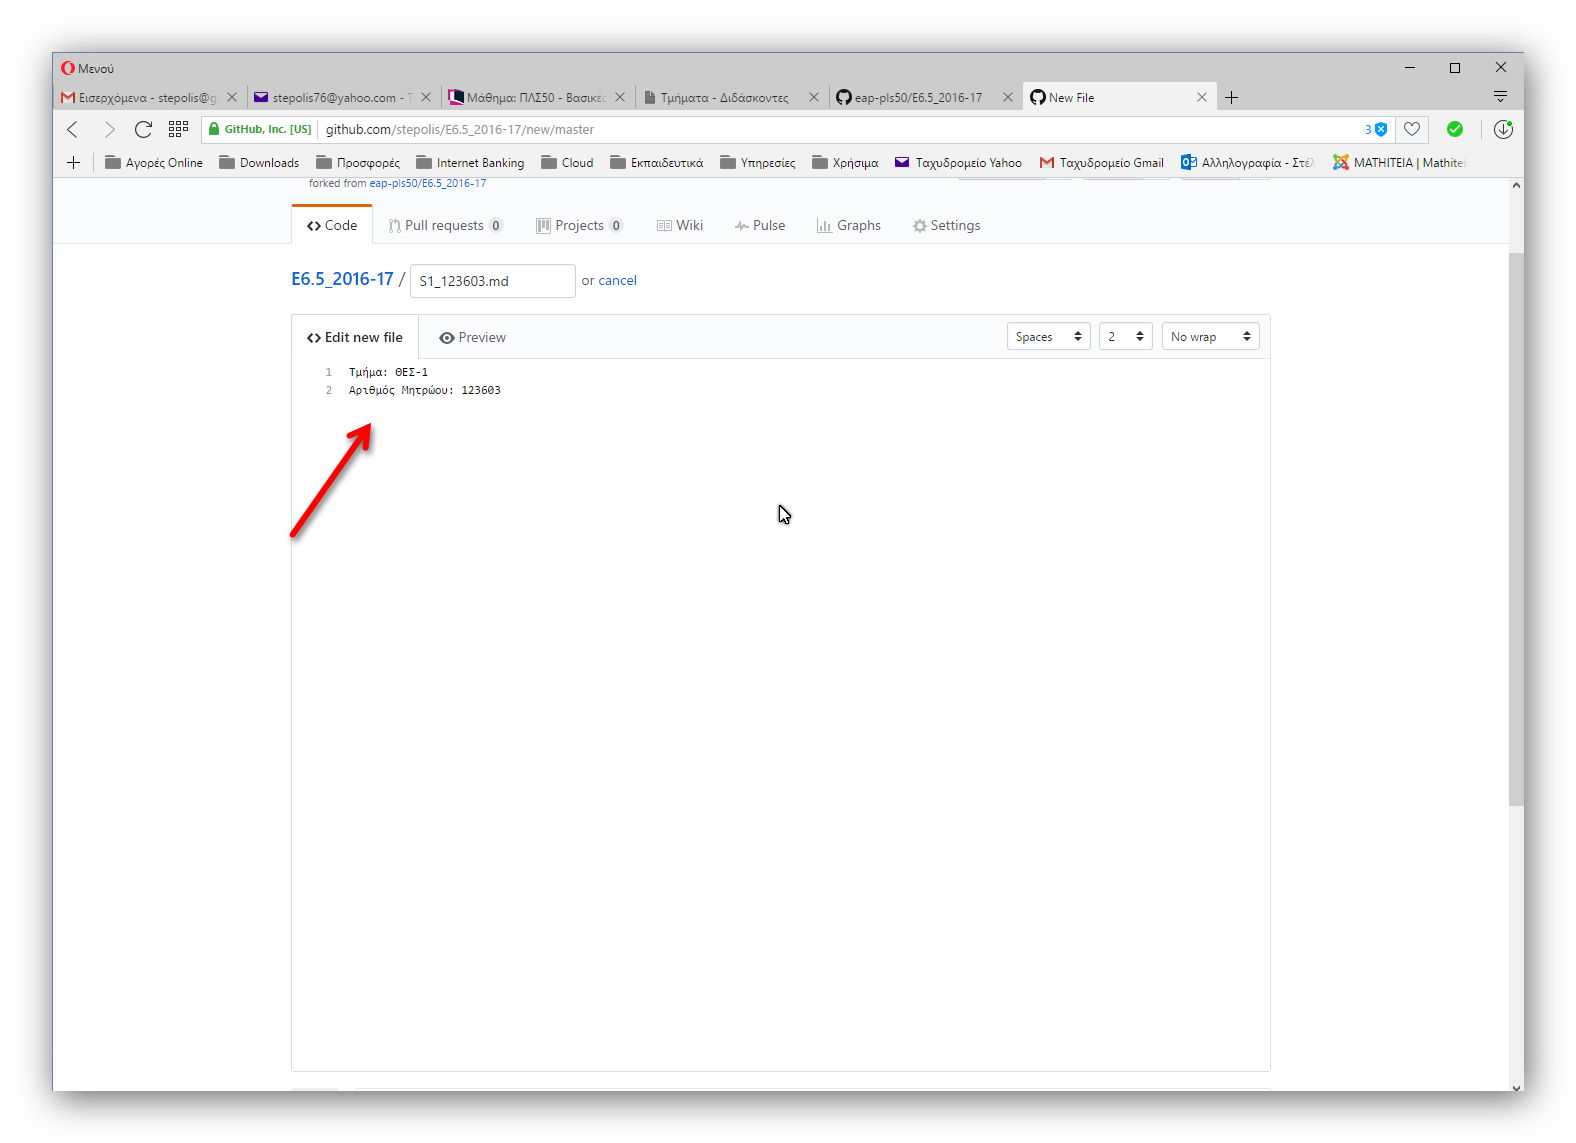 Μενού
Εισερχόμενα - stepolis@g
stepolis76@yahoo.com - T
Μάθημα: ΠΛΣ50 - Βασικές
Τμήματα - Διδάσκοντες
eap-pls50/E6.5_2016-17
New File
GitHub, Inc. [US]
github.com/stepolis/E6.5_2016-17/new/master
3
Αγορές Online
Downloads
Προσφορές
Internet Banking
Cloud
Εκπαιδευτικά
Υπηρεσίες
Χρήσιμα
Ταχυδρομείο Yahoo
Ταχυδρομείο Gmail
Αλληλογραφία - Στέλ
MATHITEIA | Mathitei
forked from eap-pls50/E6.5_2016-17
Code
Pull requests 0
Projects 0
Wiki
Pulse
Graphs
Settings
E6.5_2016-17 / S1_123603.md or cancel
Edit new file
Preview
Spaces
2
No wrap
1 Τμήμα: ΘΕΣ-1
2 Αριθμός Μητρώου: 123603